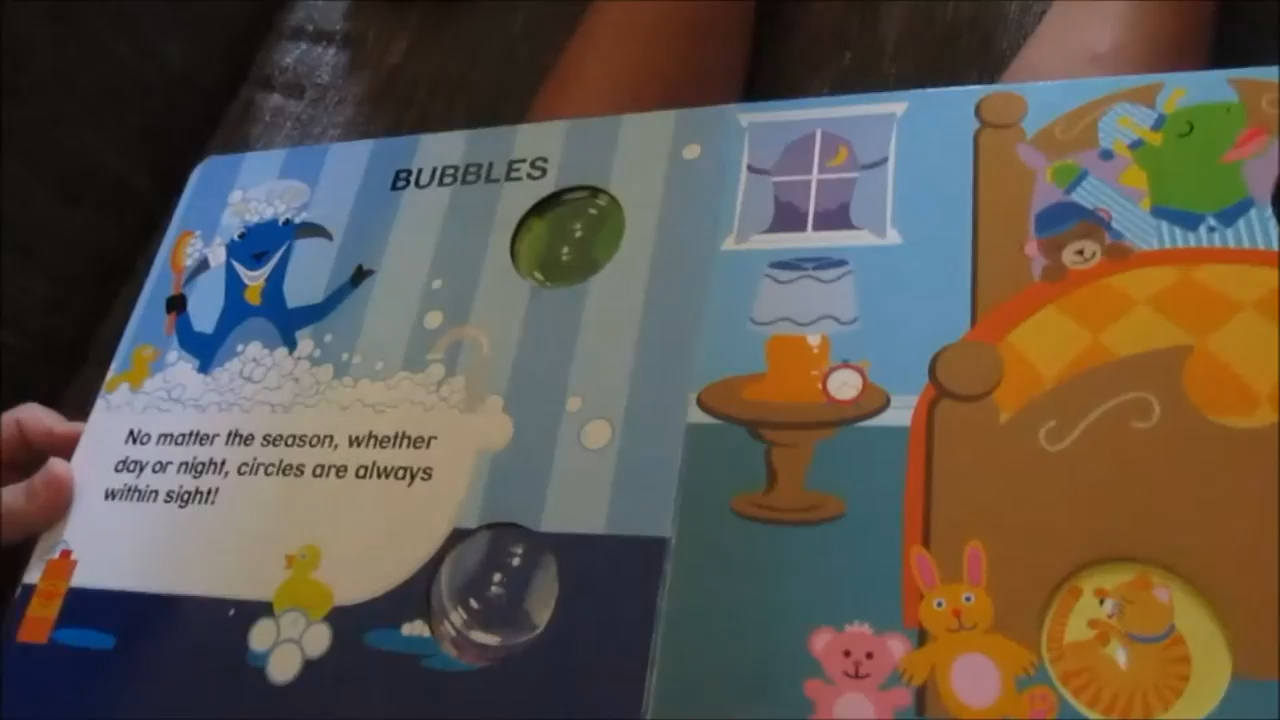 BUBBLES
No matter the season, whether
day or night, circles are always
within sight!